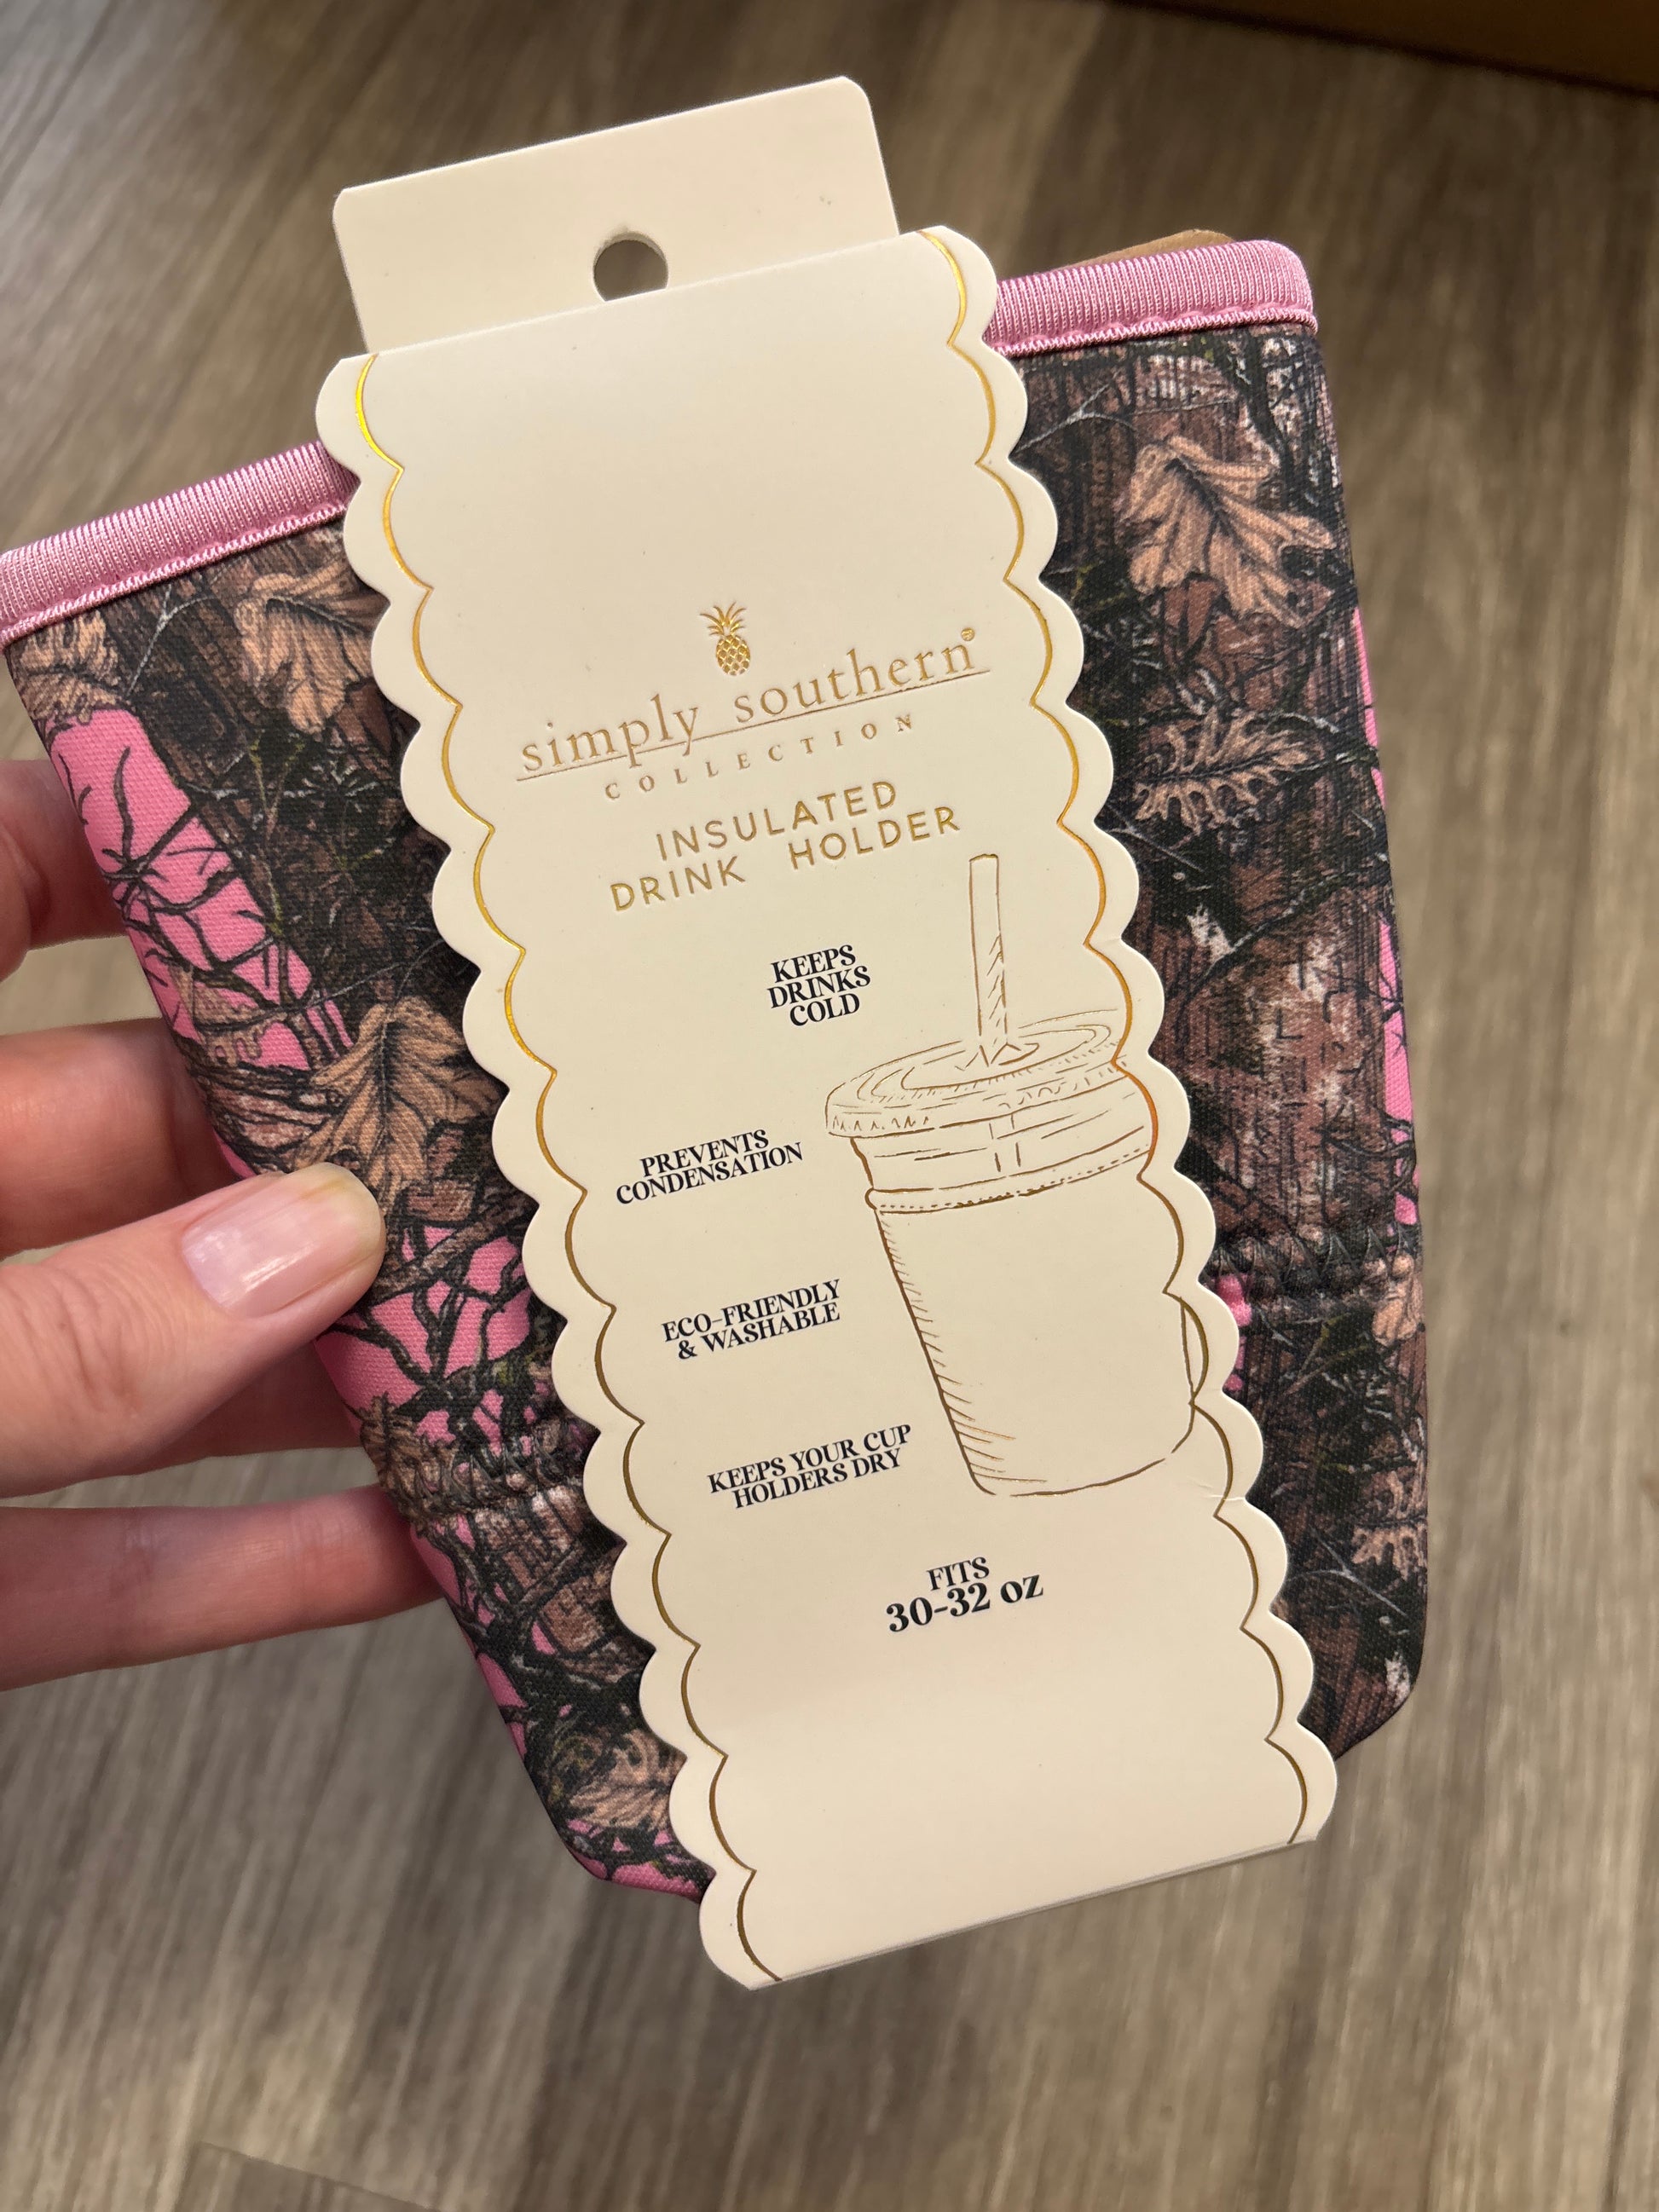 simply southern®
COLLECTION
INSULATED
DRINK HOLDER
KEEPS
DRINKS
COLD
PREVENTS
CONDENSATION
ECO-FRIENDLY
& WASHABLE
KEEPS YOUR CUP
HOLDERS DRY
FITS
30-32 oz